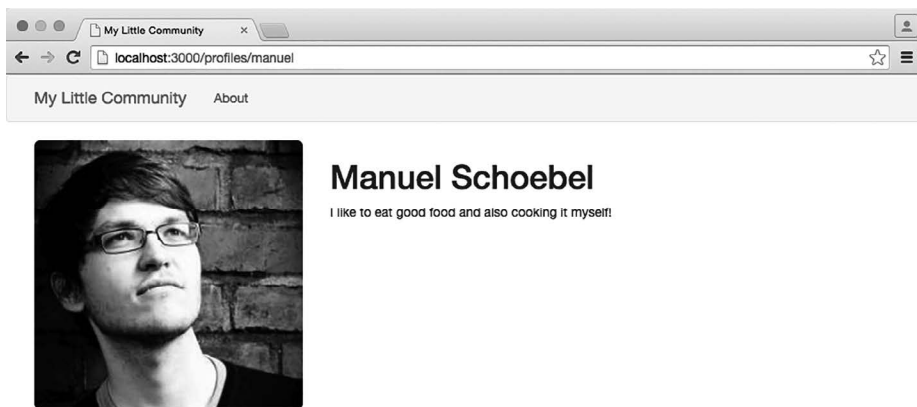 My Little Community
localhost:3000/profiles/manuel
My Little Community About
Manuel Schoebel
I like to eat good food and also cooking it myself!